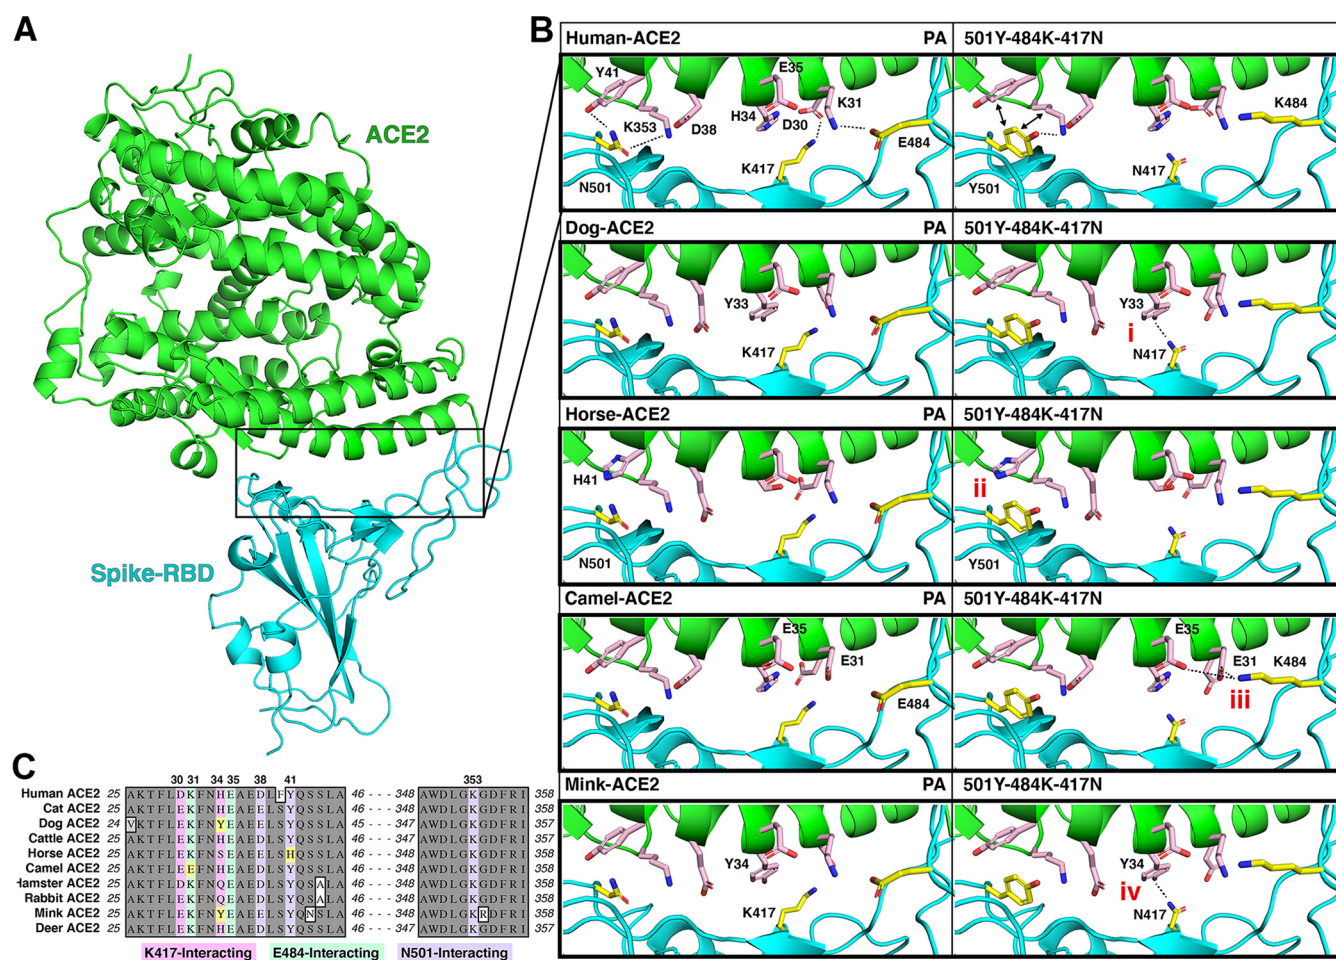 A
ACE2
Spike-RBD
B
Human-ACE2 PA 501Y-484K-417N
Y41 E35 K31
K353 D38 H34 D30 E484
N501 K417
K484
Y501 N417
Dog-ACE2 PA 501Y-484K-417N
Y33
K417
Y33
i
N417
Horse-ACE2 PA 501Y-484K-417N
H41
N501
ii
Y501
Camel-ACE2 PA 501Y-484K-417N
E35
E31
E484
E35
E31 K484
iii
Mink-ACE2 PA 501Y-484K-417N
Y34
K417
Y34
iv
N417
C
30 31 34 35 38 41 353
Human ACE2 25 AKTFLDKFNHEAEDLFYQSSLA 46 - - - - 348 AWDLGKGDFRI 358
Cat ACE2 25 AKTFLEKFNHEAEELSYQSSLA 46 - - - - 348 AWDLGKGDFRI 358
Dog ACE2 24 VKTFLEKFNYEAEELSYQSSLA 45 - - - - 347 AWDLGKGDFRI 357
Cattle ACE2 25 AKTFLEKFNHEAEDLSYQSSLA 46 - - - - 347 AWDLGKGDFRI 357
Horse ACE2 25 AKTFLEKFNSEAEELSHQSSLA 46 - - - - 348 AWDLGKGDFRI 358
Camel ACE2 25 AKTFLEEFNHEAEDLSYQSSLA 46 - - - - 348 AWDLGKGDFRI 358
Hamster ACE2 25 AKTFLDKFNQEAEDLSYQSALA 46 - - - - 348 AWDLGKGDFRI 358
Rabbit ACE2 25 AKTFLEKFNQEAEDLSYQSALA 46 - - - - 348 AWDLGKGDFRI 358
Mink ACE2 25 AKTFLEKFNYEAEELSYQNSLA 46 - - - - 348 AWDLGKRDFRI 358
Deer ACE2 25 AKTFLEKFNHEAEDLSYQSSLA 46 - - - - 347 AWDLGKGDFRI 357
K417-Interacting E484-Interacting N501-Interacting